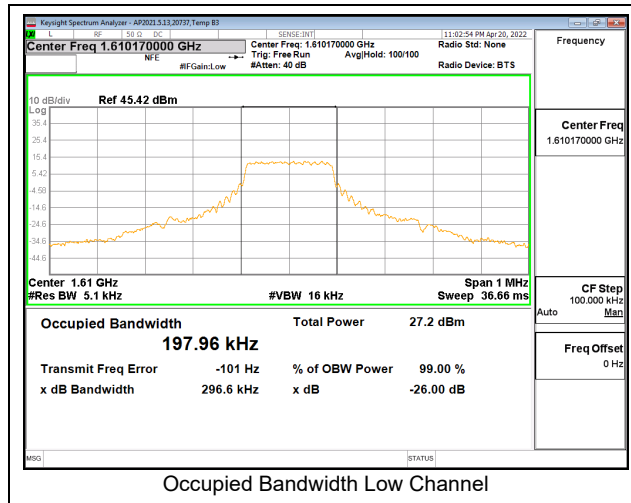 Keysight Spectrum Analyzer - AP2021.5.13,20737,Temp B3
LXI L RF 50 Ω DC SENSE:INT 11:02:54 PM Apr 20, 2022
Center Freq 1.610170000 GHz Center Freq: 1.610170000 GHz Radio Std: None Frequency
NFE Trig: Free Run Avg|Hold: 100/100
#IFGain:Low #Atten: 40 dB Radio Device: BTS
10 dB/div Ref 45.42 dBm
Log
35.4
25.4
15.4
5.42
-4.58
-14.6
-24.6
-34.6
-44.6
Center Freq
1.610170000 GHz
Center 1.61 GHz Span 1 MHz
#Res BW 5.1 kHz #VBW 16 kHz Sweep 36.66 ms
CF Step
100.000 kHz
Auto Man
Occupied Bandwidth Total Power 27.2 dBm
197.96 kHz
Freq Offset
0 Hz
Transmit Freq Error -101 Hz % of OBW Power 99.00 %
x dB Bandwidth 296.6 kHz x dB -26.00 dB
MSG STATUS
Occupied Bandwidth Low Channel